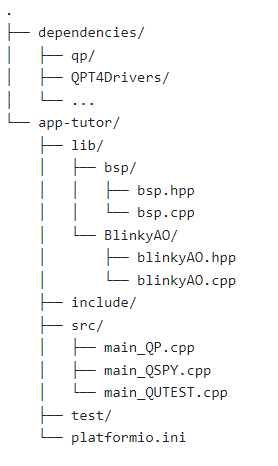 .
├── dependencies/
│   ├── qp/
│   ├── QPT4Drivers/
│   └── ...
└── app-tutor/
    ├── lib/
    │   ├── bsp/
    │   │   ├── bsp.hpp
    │   │   └── bsp.cpp
    │   └── BlinkyAO/
    │       ├── blinkyAO.hpp
    │       └── blinkyAO.cpp
    ├── include/
    ├── src/
    │   ├── main_QP.cpp
    │   ├── main_QSPY.cpp
    │   └── main_QUTEST.cpp
    ├── test/
    └── platformio.ini